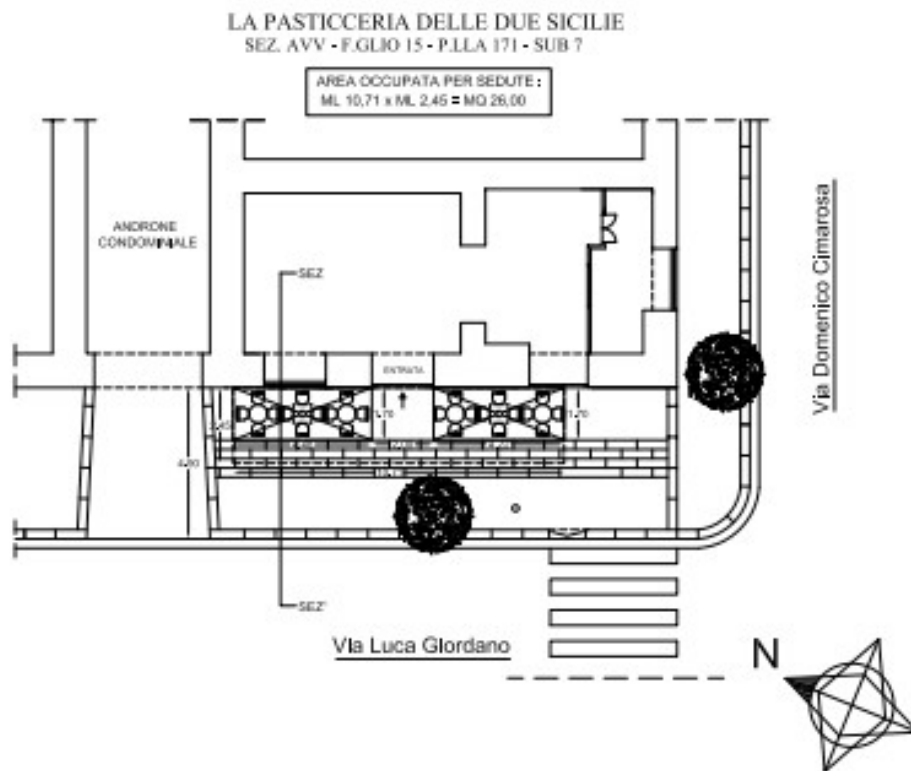 LA PASTICCERIA DELLE DUE SICILIE
SEZ. AVV - F.GLIO 15 - P.LLA 171 - SUB 7
AREA OCCUPATA PER SEDUTE :
ML 10,71 x ML 2,45 = MQ 26,00
ANDRONE
CONDOMINIALE
SEZ
Via Domenico Cimarosa
ENTRATA
1.70
1.70
SEZ'
Via Luca Giordano
N